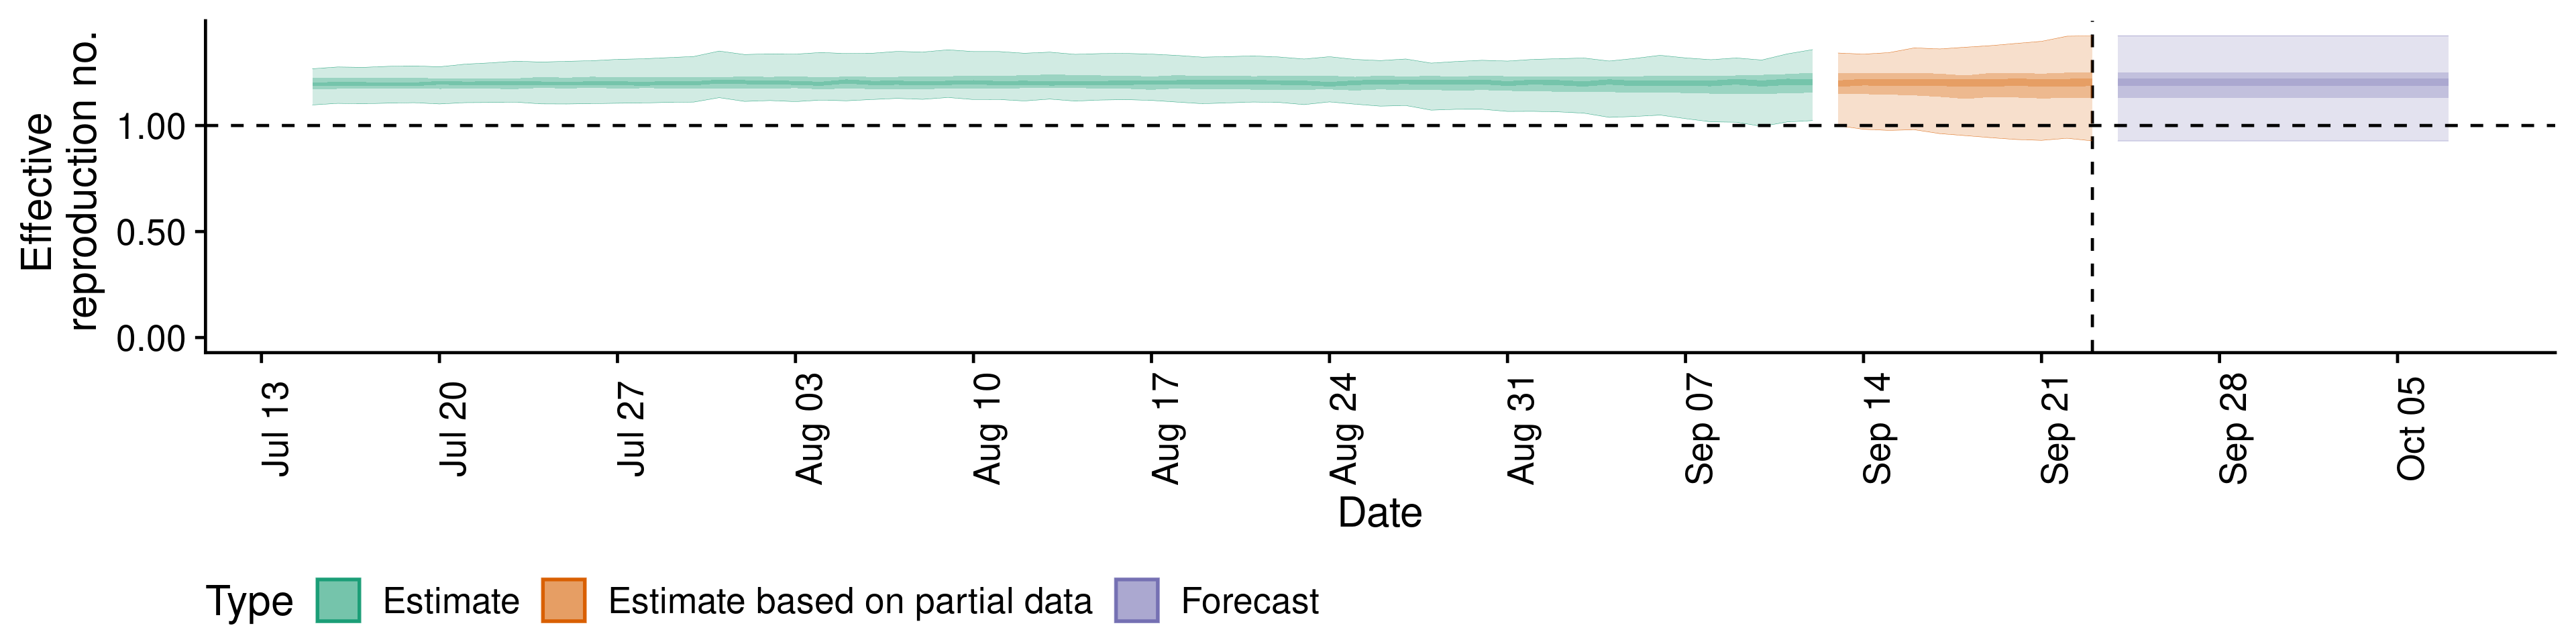 Effective
reproduction no.
1.00
0.50
0.00
Jul 13
Jul 20
Jul 27
Aug 03
Aug 10
Aug 17
Aug 24
Aug 31
Sep 07
Sep 14
Sep 21
Sep 28
Oct 05
Date
Type
Estimate
Estimate based on partial data
Forecast